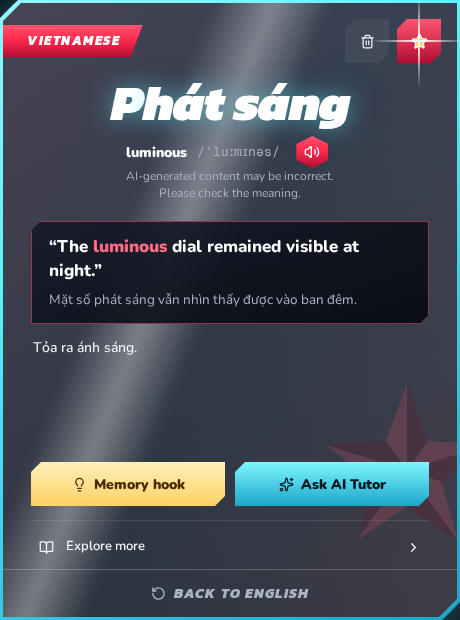 VIETNAMESE
Phát sáng
luminous /ˈluːmɪnəs/
AI-generated content may be incorrect.
Please check the meaning.
“The luminous dial remained visible at
night.”
Mặt số phát sáng vẫn nhìn thấy được vào ban đêm.
Tỏa ra ánh sáng.
Memory hook
Ask AI Tutor
Explore more
BACK TO ENGLISH